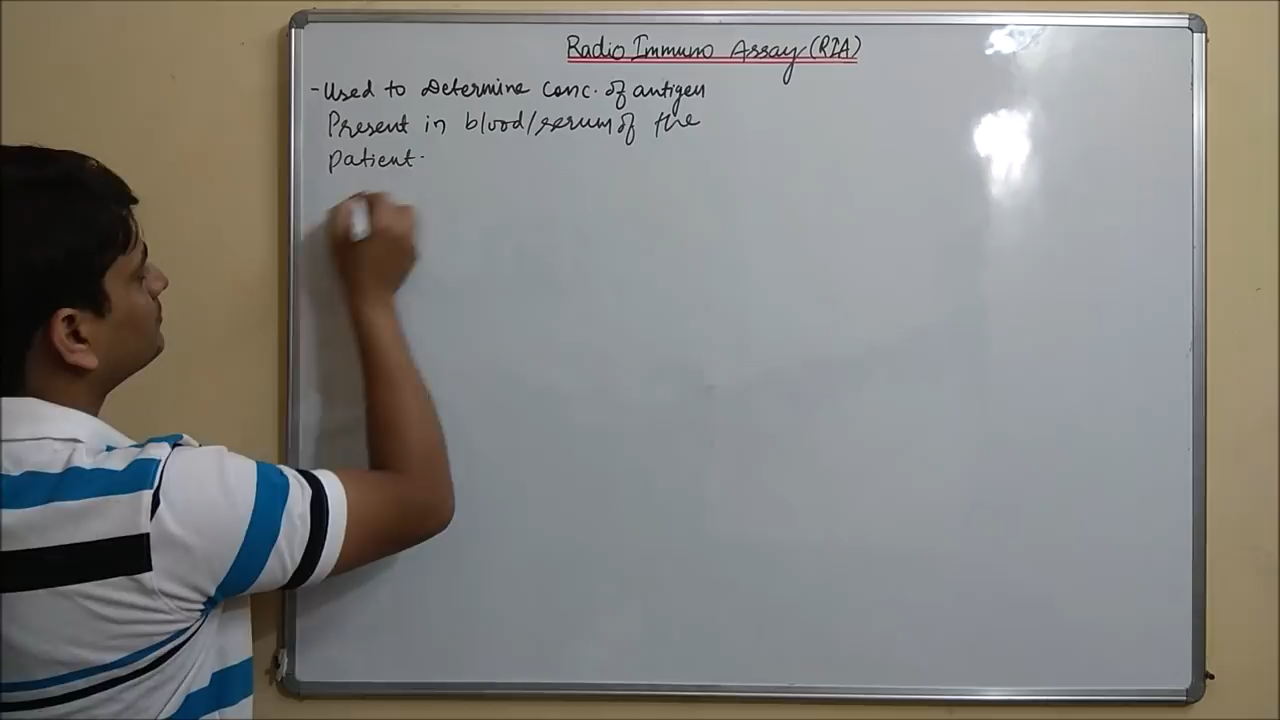 Radio Immuno Assay (RIA)
- Used to Determine conc. of antigen
Present in blood/serum of the
patient.